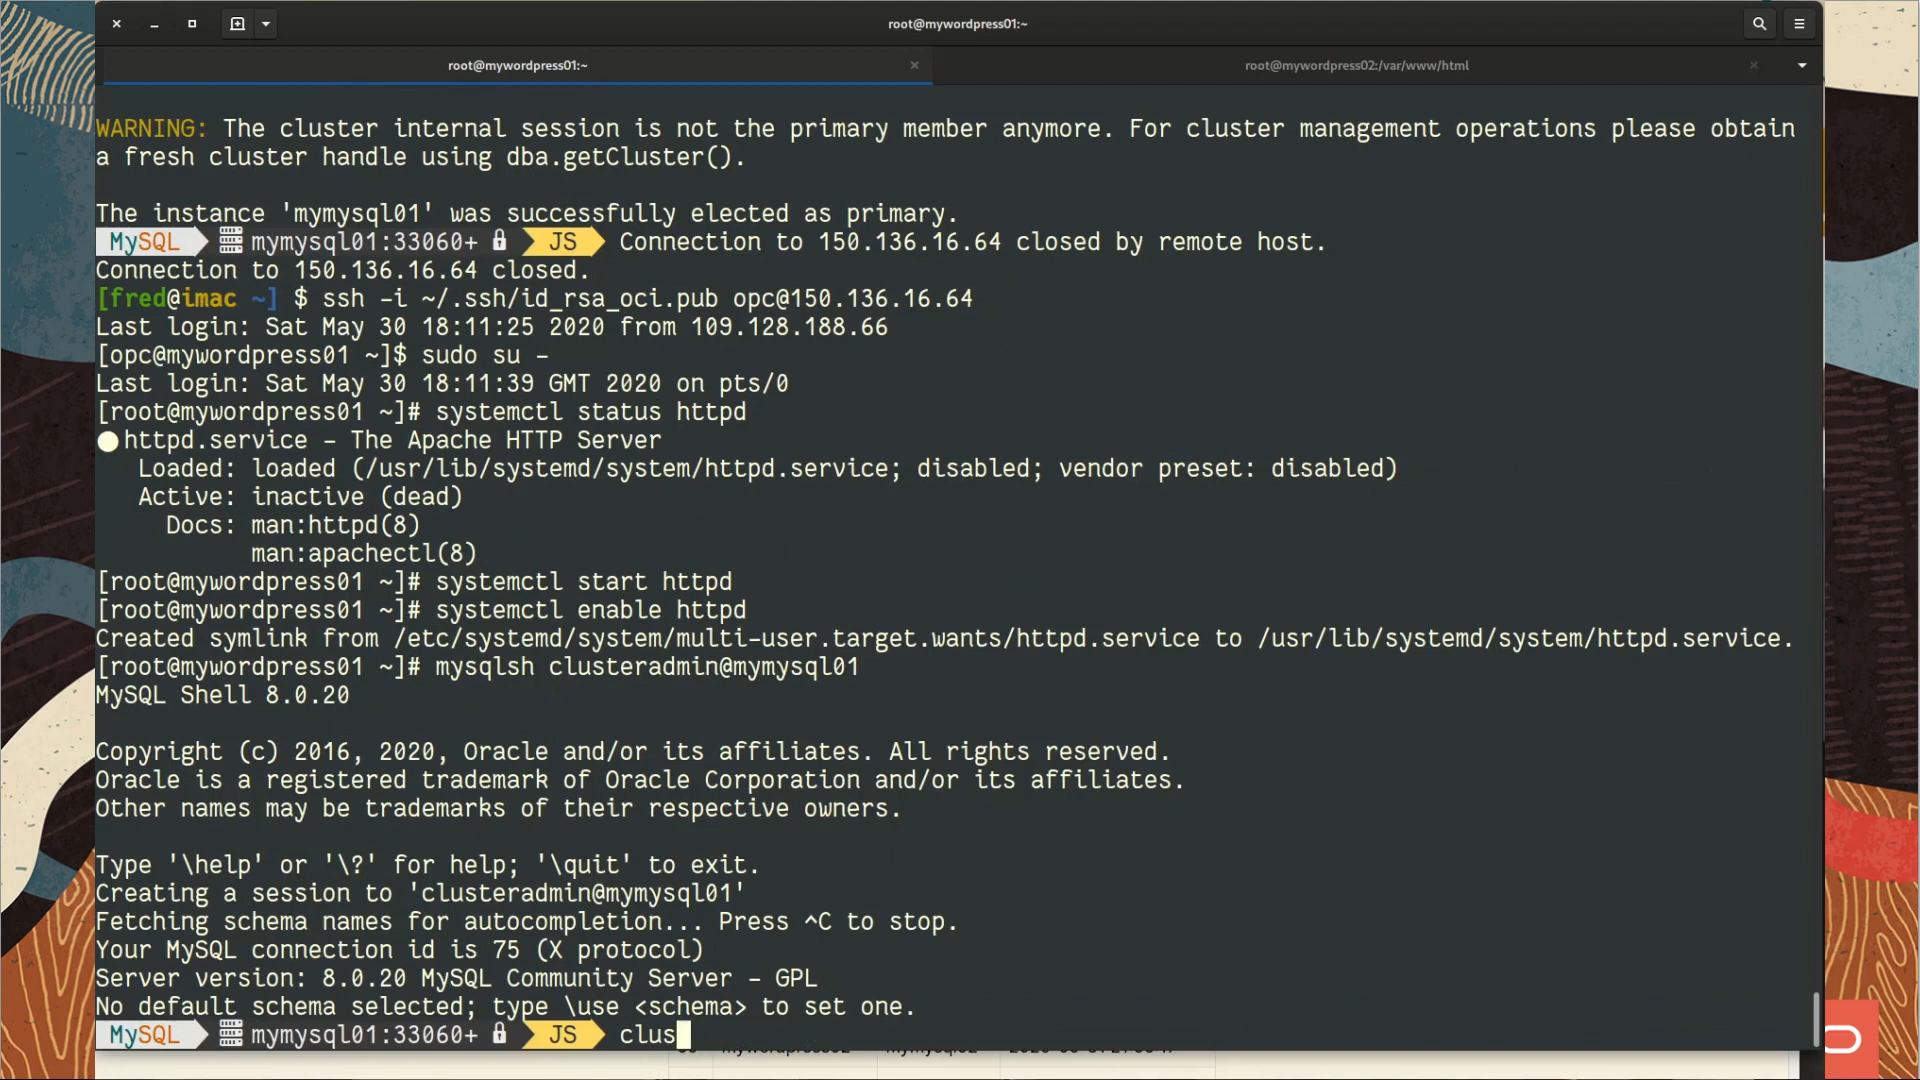 root@mywordpress01:~
root@mywordpress01:~
root@mywordpress02:/var/www/html
WARNING: The cluster internal session is not the primary member anymore. For cluster management operations please obtain
a fresh cluster handle using dba.getCluster().
The instance 'mymysql01' was successfully elected as primary.
MySQL mymysql01:33060+ JS Connection to 150.136.16.64 closed by remote host.
Connection to 150.136.16.64 closed.
[fred@imac ~] $ ssh -i ~/.ssh/id_rsa_oci.pub opc@150.136.16.64
Last login: Sat May 30 18:11:25 2020 from 109.128.188.66
[opc@mywordpress01 ~]$ sudo su -
Last login: Sat May 30 18:11:39 GMT 2020 on pts/0
[root@mywordpress01 ~]# systemctl status httpd
● httpd.service - The Apache HTTP Server
Loaded: loaded (/usr/lib/systemd/system/httpd.service; disabled; vendor preset: disabled)
Active: inactive (dead)
Docs: man:httpd(8)
man:apachectl(8)
[root@mywordpress01 ~]# systemctl start httpd
[root@mywordpress01 ~]# systemctl enable httpd
Created symlink from /etc/systemd/system/multi-user.target.wants/httpd.service to /usr/lib/systemd/system/httpd.service.
[root@mywordpress01 ~]# mysqlsh clusteradmin@mymysql01
MySQL Shell 8.0.20
Copyright (c) 2016, 2020, Oracle and/or its affiliates. All rights reserved.
Oracle is a registered trademark of Oracle Corporation and/or its affiliates.
Other names may be trademarks of their respective owners.
Type '\help' or '\?' for help; '\quit' to exit.
Creating a session to 'clusteradmin@mymysql01'
Fetching schema names for autocompletion... Press ^C to stop.
Your MySQL connection id is 75 (X protocol)
Server version: 8.0.20 MySQL Community Server - GPL
No default schema selected; type \use <schema> to set one.
MySQL mymysql01:33060+ JS clus